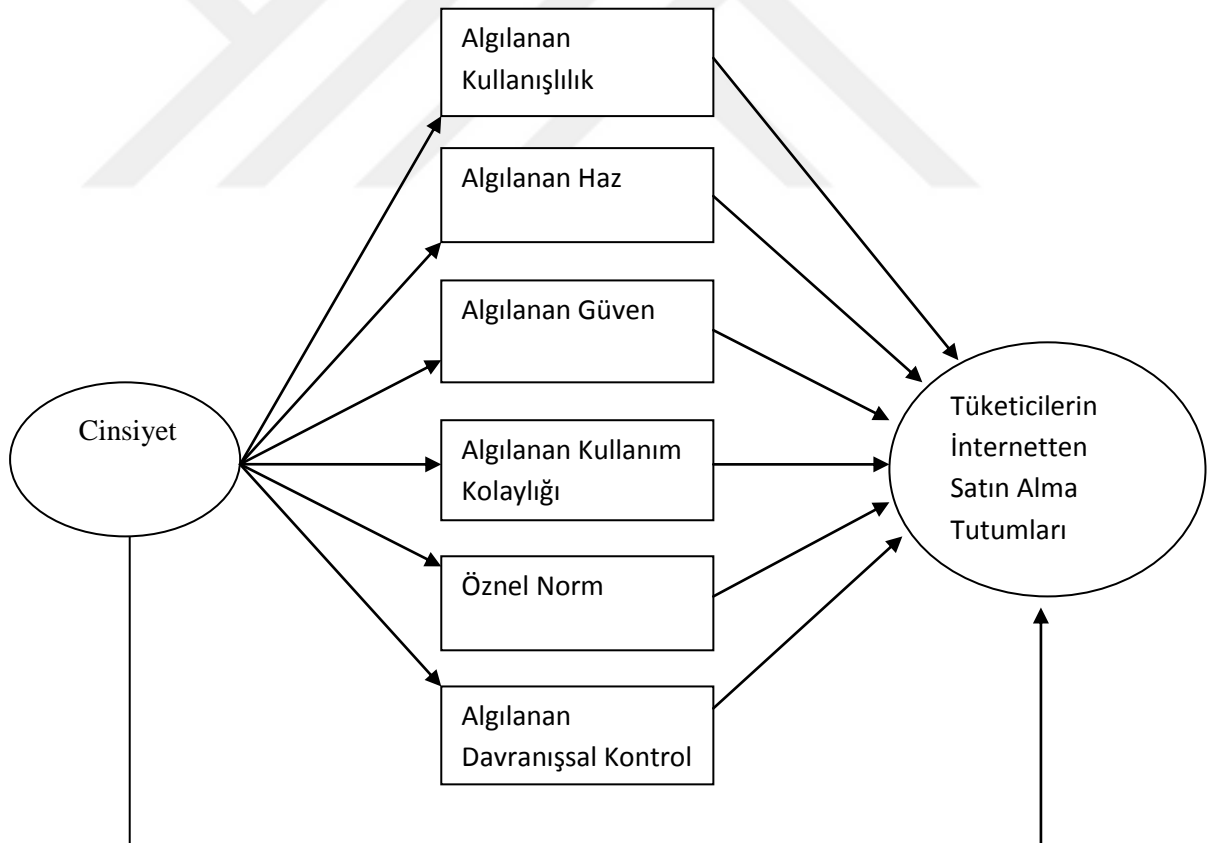 Algılanan
Kullanışlılık
Algılanan Haz
Algılanan Güven
Cinsiyet
Algılanan Kullanım
Kolaylığı
Öznel Norm
Algılanan
Davranışsal Kontrol
Tüketicilerin
İnternetten
Satın Alma
Tutumları